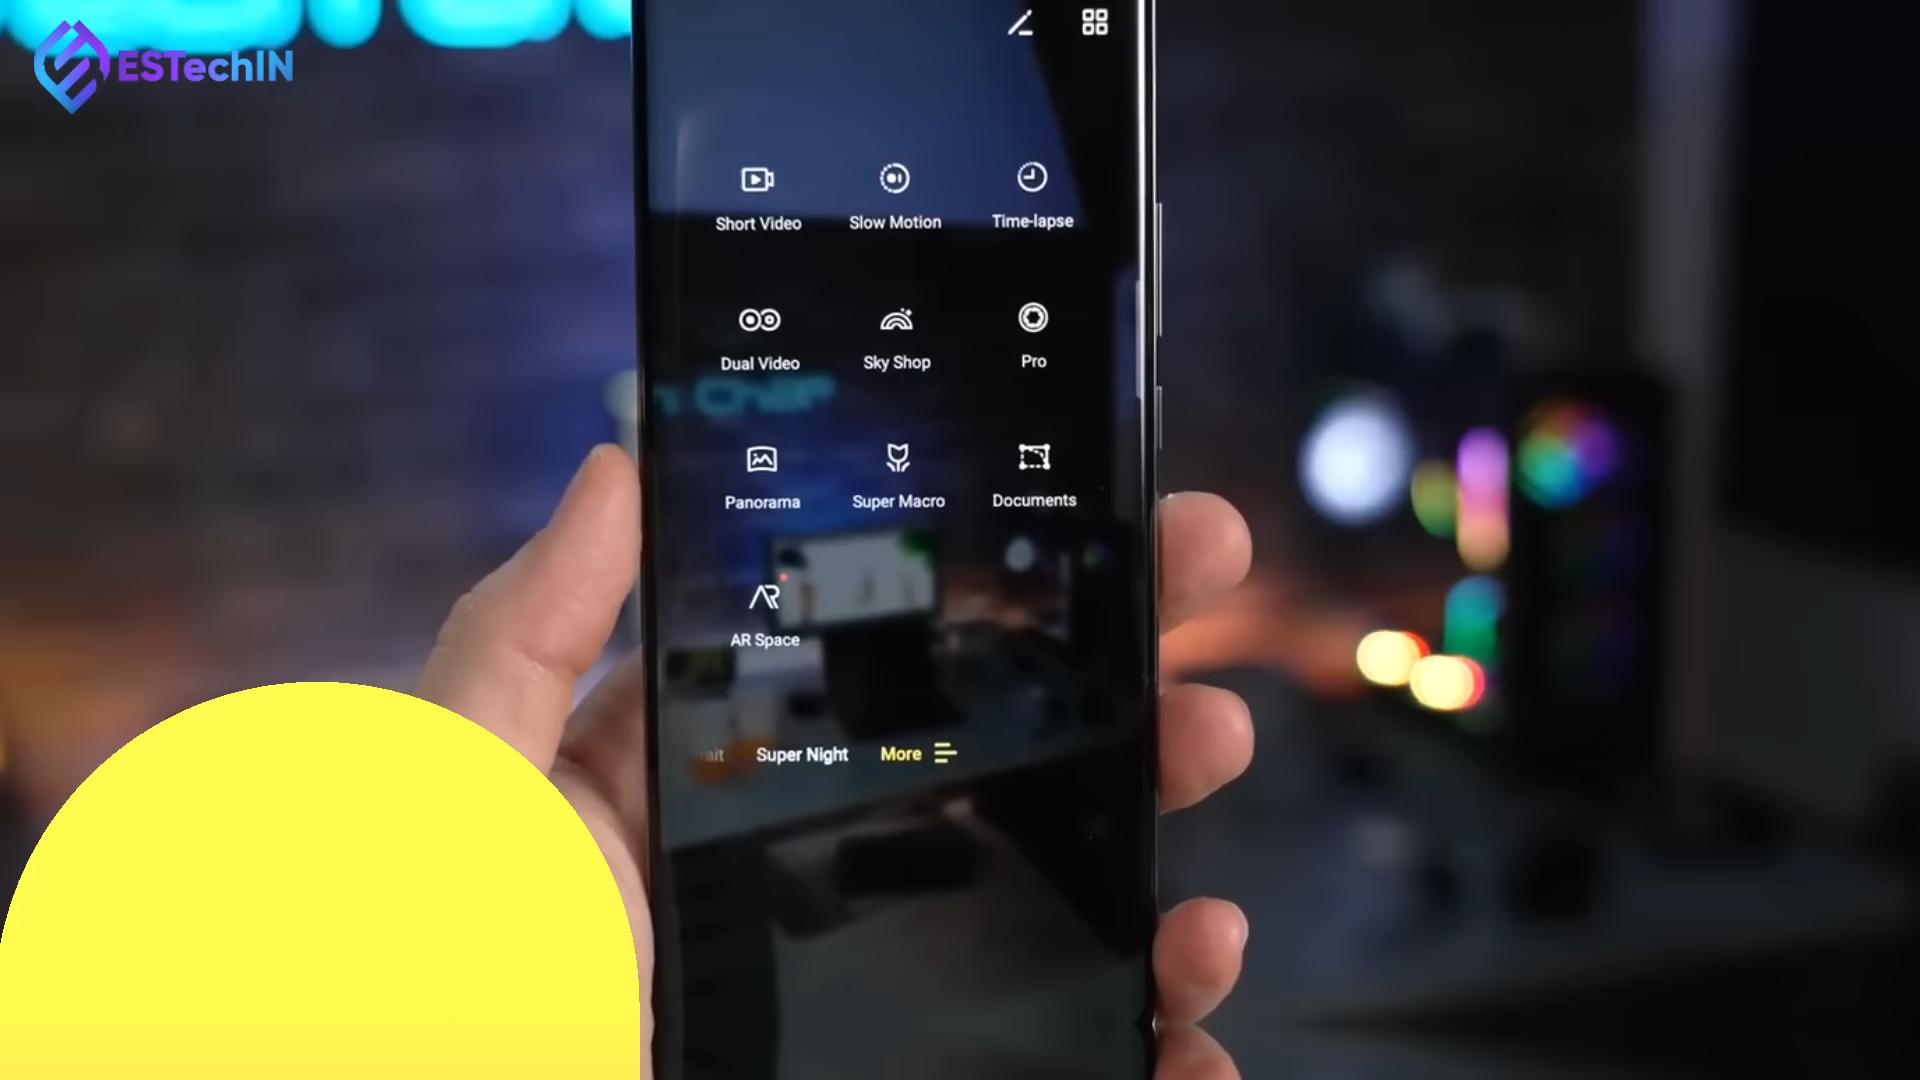 ESTechIN
Short Video
Slow Motion
Time-lapse
Dual Video
Sky Shop
Pro
Panorama
Super Macro
Documents
AR Space
Super Night
More